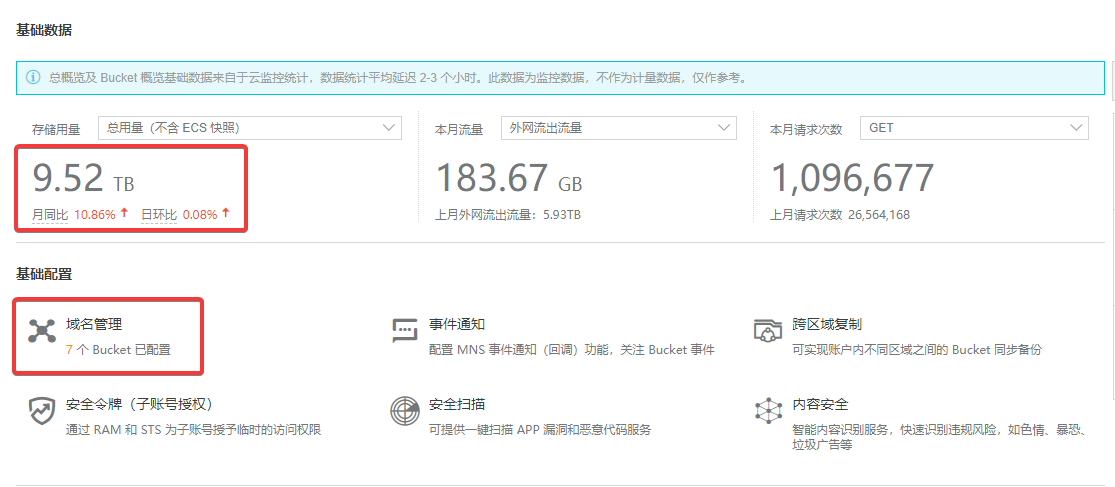 基础数据
总概览及 Bucket 概览基础数据来自于云监控统计，数据统计平均延迟 2-3 个小时。此数据为监控数据，不作为计量数据，仅作参考。
存储用量 总用量（不含 ECS 快照） 本月流量 外网流出流量 本月请求次数 GET
9.52 TB 183.67 GB 1,096,677
月同比 10.86% 日环比 0.08% 上月外网流出流量：5.93TB 上月请求次数 26,564,168
基础配置
域名管理 事件通知 跨区域复制
7 个 Bucket 已配置 配置 MNS 事件通知（回调）功能，关注 Bucket 事件 可实现账户内不同区域之间的 Bucket 同步备份
安全令牌（子账号授权） 安全扫描 内容安全
通过 RAM 和 STS 为子账号授予临时的访问权限 可提供一键扫描 APP 漏洞和恶意代码服务 智能内容识别服务，快速识别违规风险，如色情、暴恐、
垃圾广告等